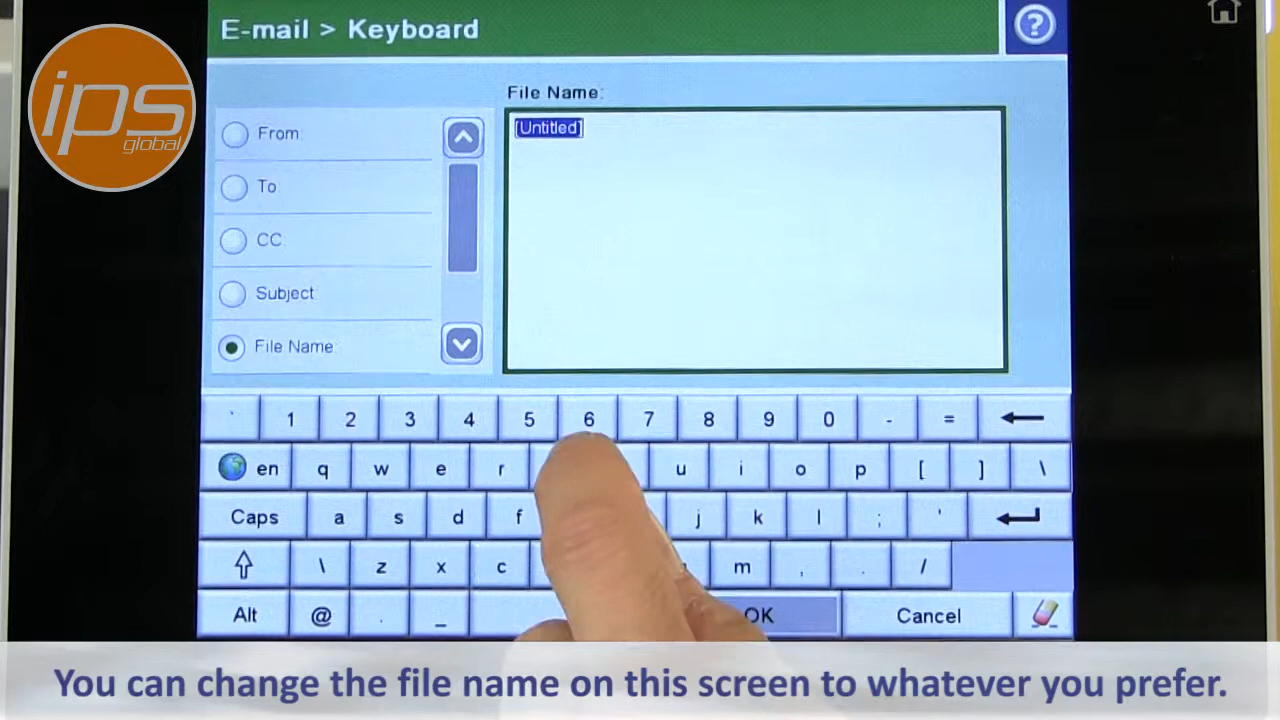 E-mail > Keyboard
?
ips
global
File Name:
[Untitled]
From:
To
CC
Subject
File Name:
` 1 2 3 4 5 6 7 8 9 0 - =
en q w e r u i o p [ ] \
Caps a s d f j k l ; '
\ z x c m , . /
Alt @ . _ OK Cancel
You can change the file name on this screen to whatever you prefer.